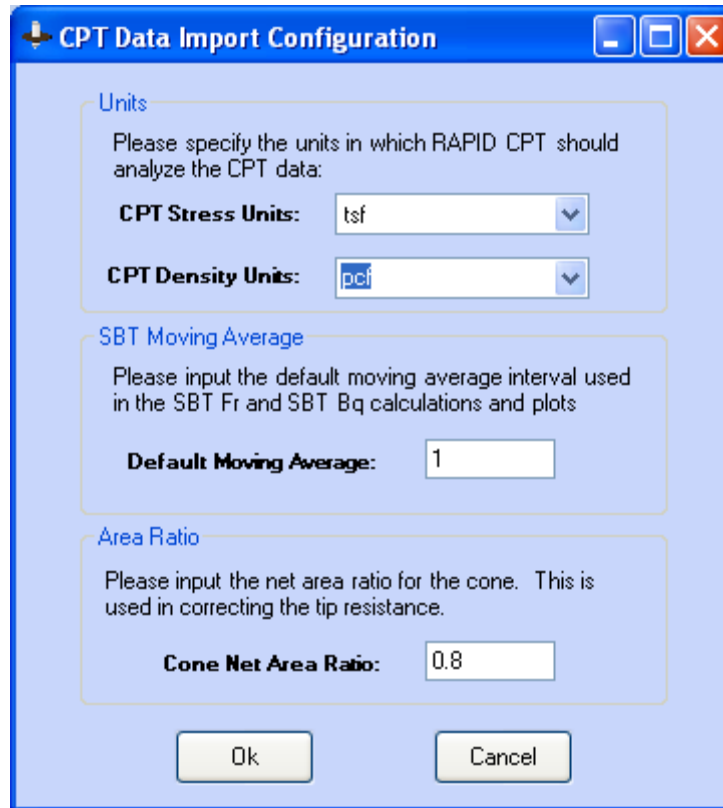 CPT Data Import Configuration
Units
Please specify the units in which RAPID CPT should
analyze the CPT data:
CPT Stress Units: tsf
CPT Density Units: pcf
SBT Moving Average
Please input the default moving average interval used
in the SBT Fr and SBT Bq calculations and plots
Default Moving Average: 1
Area Ratio
Please input the net area ratio for the cone. This is
used in correcting the tip resistance.
Cone Net Area Ratio: 0.8
Ok Cancel